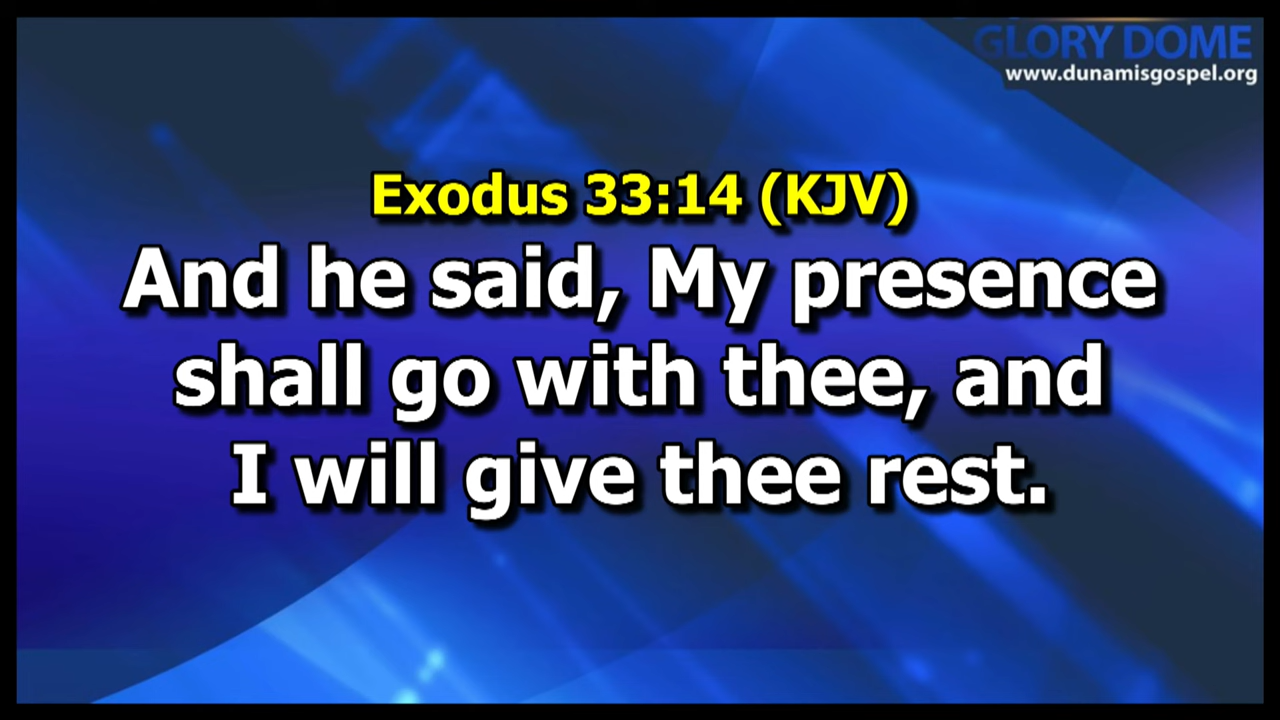 GLORY DOME
www.dunamisgospel.org
Exodus 33:14 (KJV)
And he said, My presence
shall go with thee, and
I will give thee rest.